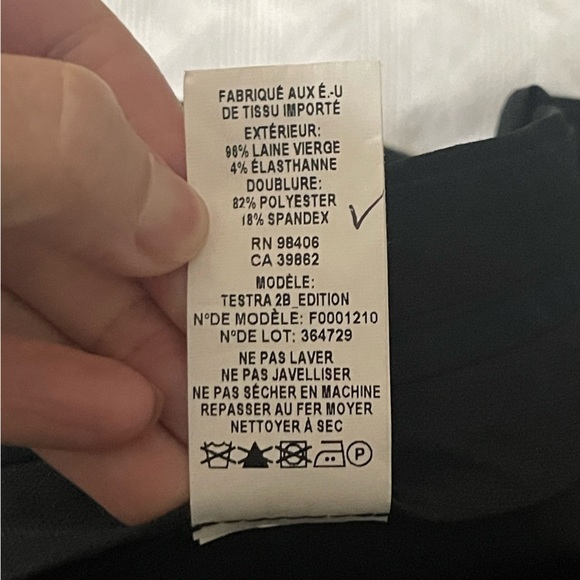 FABRIQUÉ AUX É.-U
DE TISSU IMPORTÉ
EXTÉRIEUR:
96% LAINE VIERGE
4% ÉLASTHANNE
DOUBLURE:
82% POLYESTER
18% SPANDEX
RN 98406
CA 39862
MODÈLE:
TESTRA 2B_EDITION
N°DE MODÈLE: F0001210
N°DE LOT: 364729
NE PAS LAVER
NE PAS JAVELLISER
NE PAS SÉCHER EN MACHINE
REPASSER AU FER MOYER
NETTOYER À SEC
P